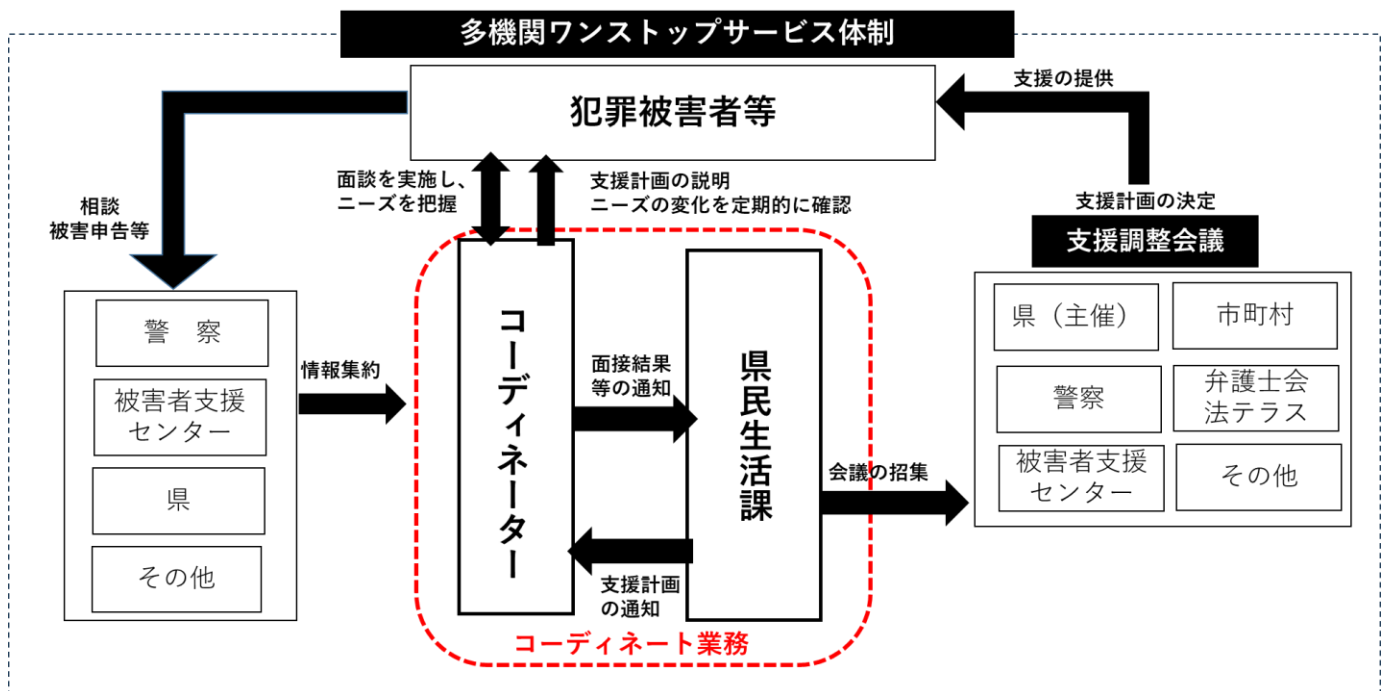 多機関ワンストップサービス体制
犯罪被害者等
支援の提供
相談
被害申告等
面談を実施し、
ニーズを把握
支援計画の説明
ニーズの変化を定期的に確認
支援計画の決定
支援調整会議
警　察
被害者支援
センター
県
その他
情報集約
コーディネーター
面接結果
等の通知
支援計画
の通知
県民生活課
コーディネート業務
会議の招集
県（主催）
市町村
警察
弁護士会
法テラス
被害者支援
センター
その他